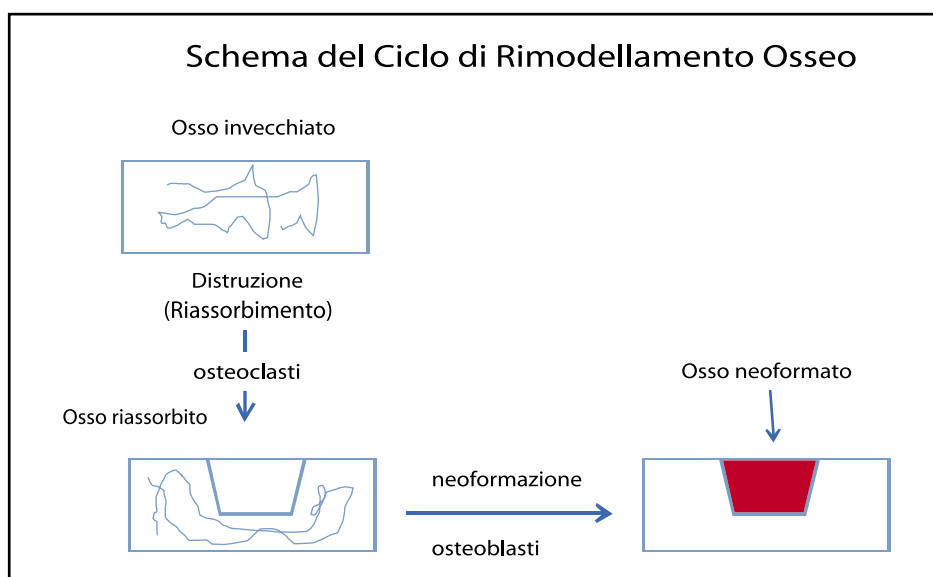 Schema del Ciclo di Rimodellamento Osseo
Osso invecchiato
Distruzione
(Riassorbimento)
osteoclasti
Osso riassorbito
neoformazione
osteoblasti
Osso neoformato